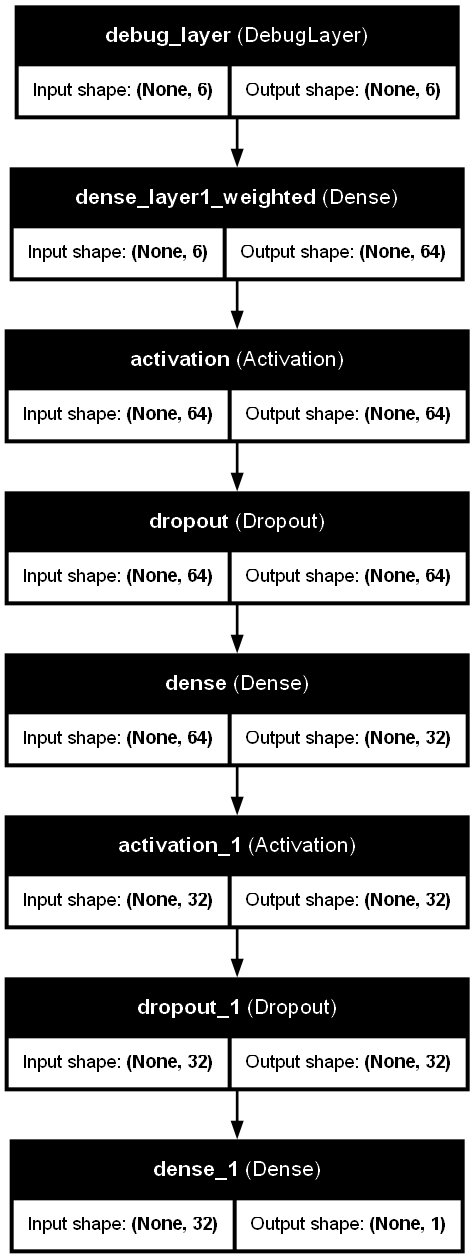 debug_layer (DebugLayer)
Input shape: (None, 6) Output shape: (None, 6)
dense_layer1_weighted (Dense)
Input shape: (None, 6) Output shape: (None, 64)
activation (Activation)
Input shape: (None, 64) Output shape: (None, 64)
dropout (Dropout)
Input shape: (None, 64) Output shape: (None, 64)
dense (Dense)
Input shape: (None, 64) Output shape: (None, 32)
activation_1 (Activation)
Input shape: (None, 32) Output shape: (None, 32)
dropout_1 (Dropout)
Input shape: (None, 32) Output shape: (None, 32)
dense_1 (Dense)
Input shape: (None, 32) Output shape: (None, 1)